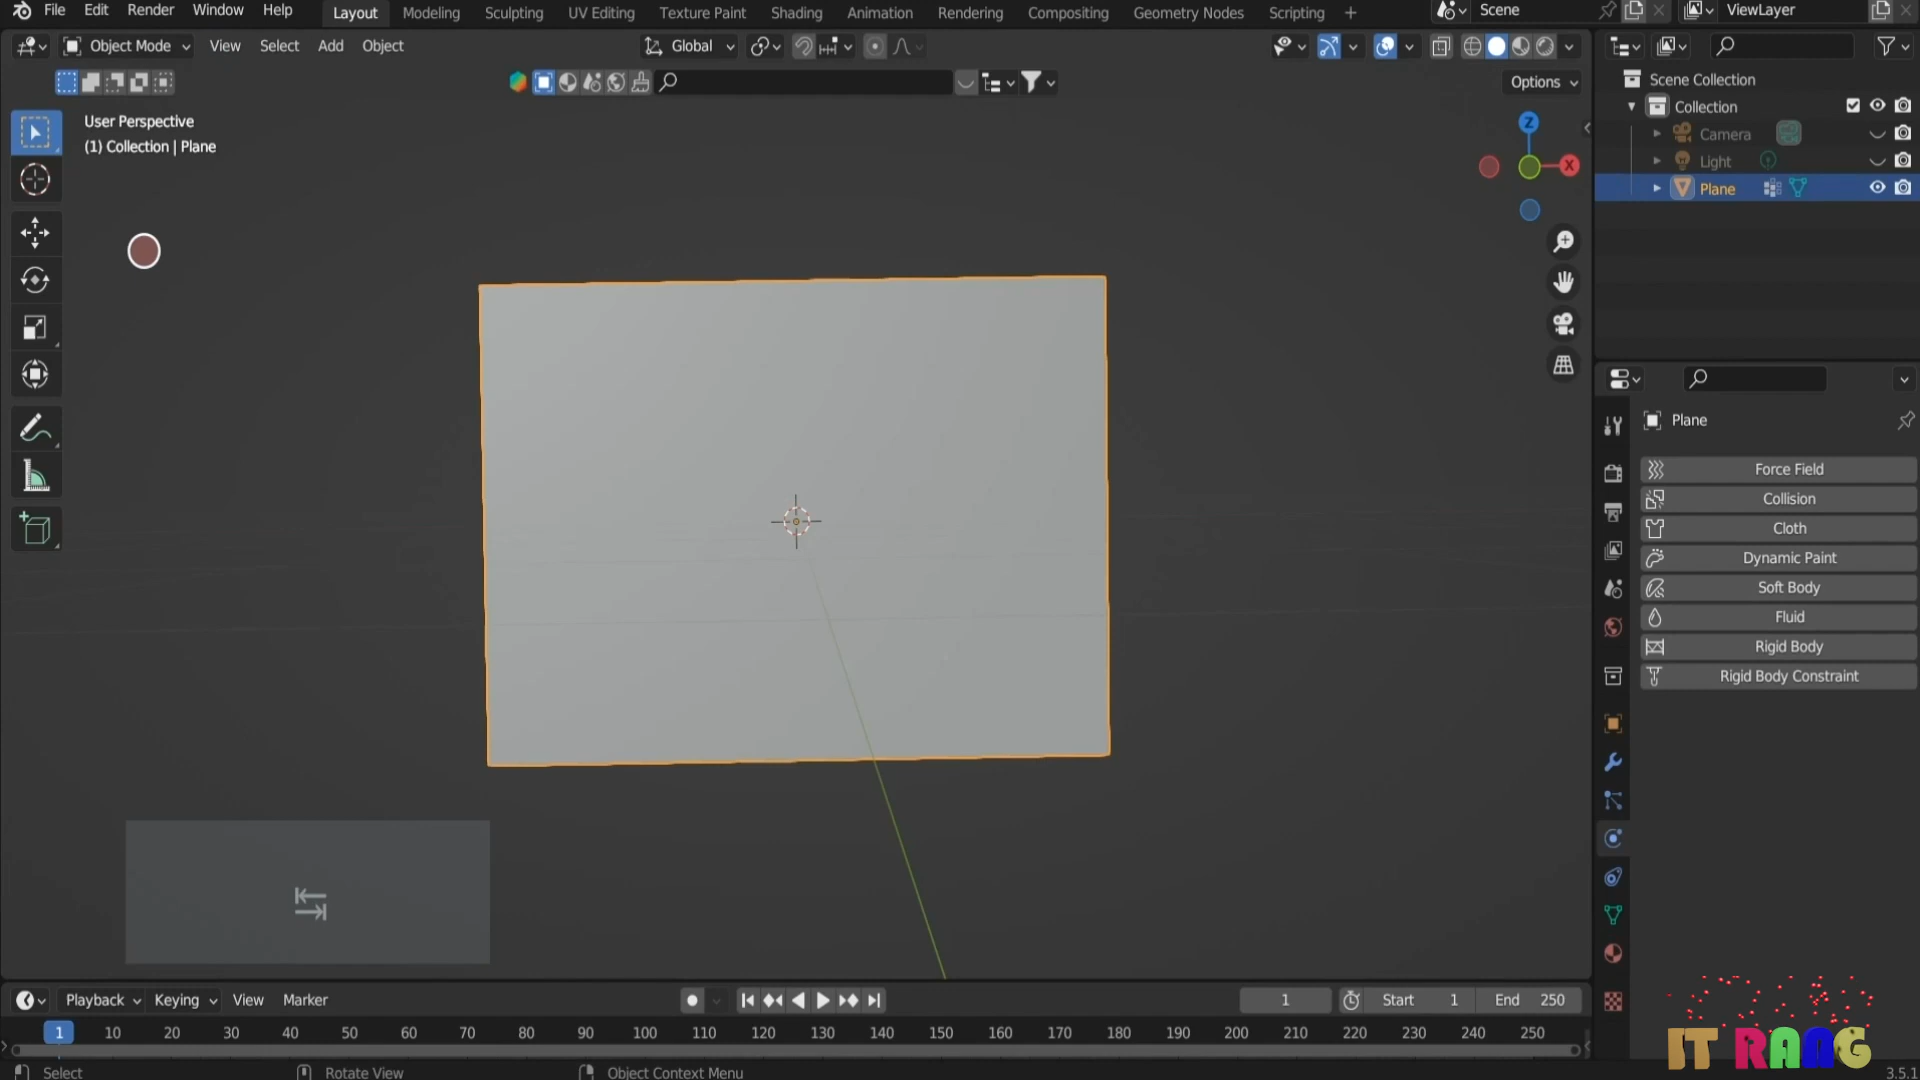 File Edit Render Window Help Layout Modeling Sculpting UV Editing Texture Paint Shading Animation Rendering Compositing Geometry Nodes Scripting + Scene ViewLayer
Object Mode View Select Add Object Global
Options
User Perspective
(1) Collection | Plane
Z
X
Scene Collection
Collection
Camera
Light
Plane
Plane
Force Field
Collision
Cloth
Dynamic Paint
Soft Body
Fluid
Rigid Body
Rigid Body Constraint
Playback Keying View Marker 1 Start 1 End 250
1 10 20 30 40 50 60 70 80 90 100 110 120 130 140 150 160 170 180 190 200 210 220 230 240 250
Select Rotate View Object Context Menu 3.5.1
IT RANG